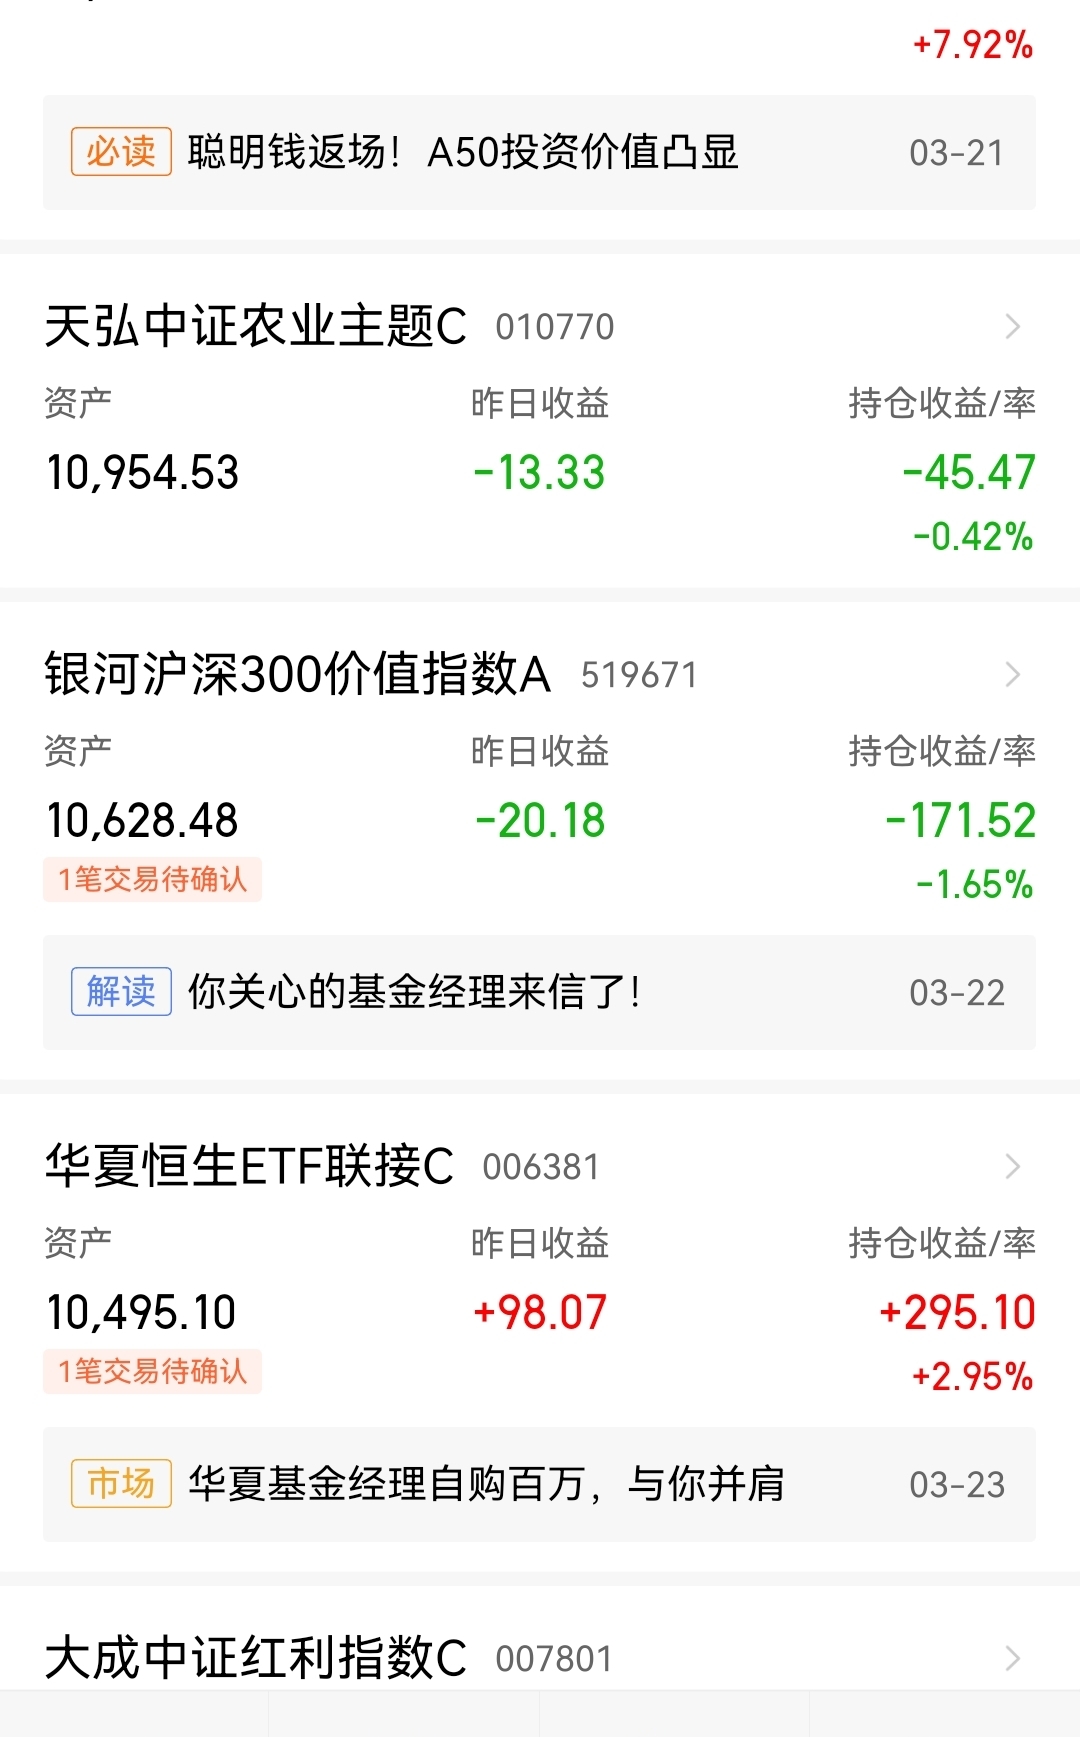 +7.92%
必读 聪明钱返场！A50投资价值凸显 03-21
天弘中证农业主题C 010770
资产 昨日收益 持仓收益/率
10,954.53 -13.33 -45.47
-0.42%
银河沪深300价值指数A 519671
资产 昨日收益 持仓收益/率
10,628.48 -20.18 -171.52
1笔交易待确认 -1.65%
解读 你关心的基金经理来信了！ 03-22
华夏恒生ETF联接C 006381
资产 昨日收益 持仓收益/率
10,495.10 +98.07 +295.10
1笔交易待确认 +2.95%
市场 华夏基金经理自购百万，与你并肩 03-23
大成中证红利指数C 007801